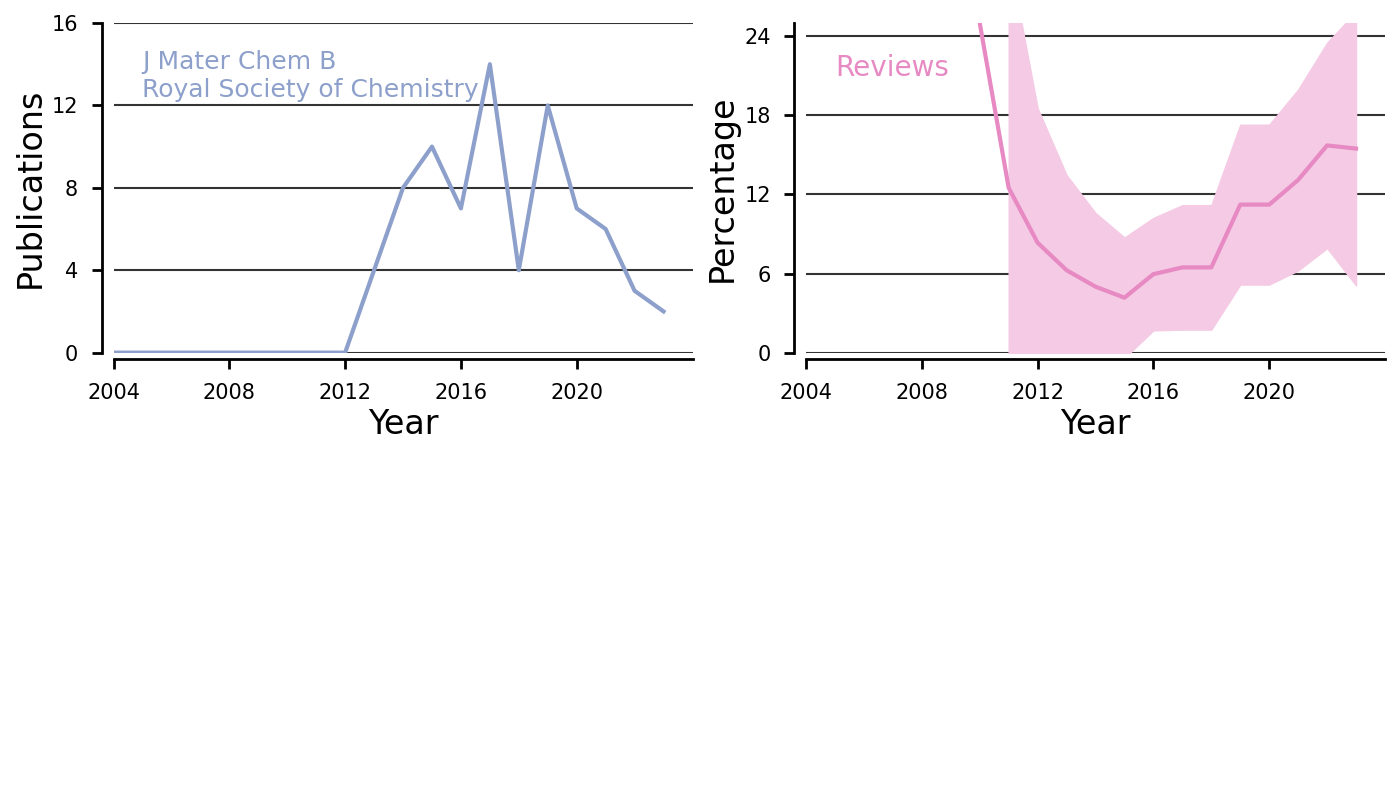 16
12
8
4
0
Publications
J Mater Chem B
Royal Society of Chemistry
2004 2008 2012 2016 2020
Year
24
18
12
6
0
Percentage
Reviews
2004 2008 2012 2016 2020
Year